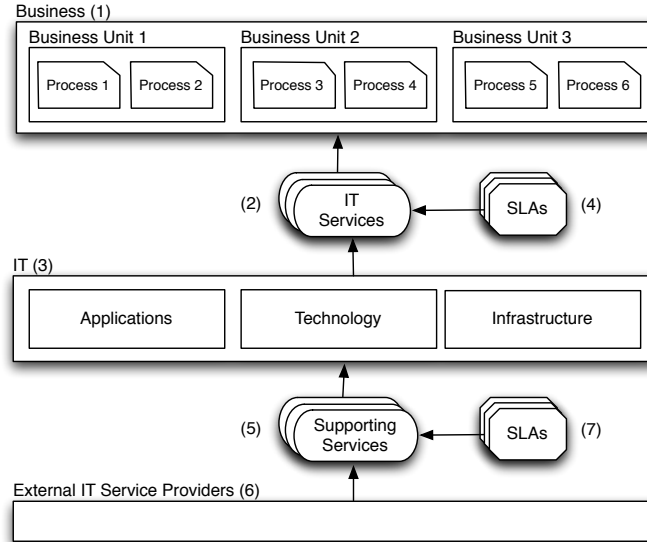 Business (1)
Business Unit 1
Business Unit 2
Business Unit 3
Process 1
Process 2
Process 3
Process 4
Process 5
Process 6
(2)
IT
Services
SLAs
(4)
IT (3)
Applications
Technology
Infrastructure
(5)
Supporting
Services
SLAs
(7)
External IT Service Providers (6)